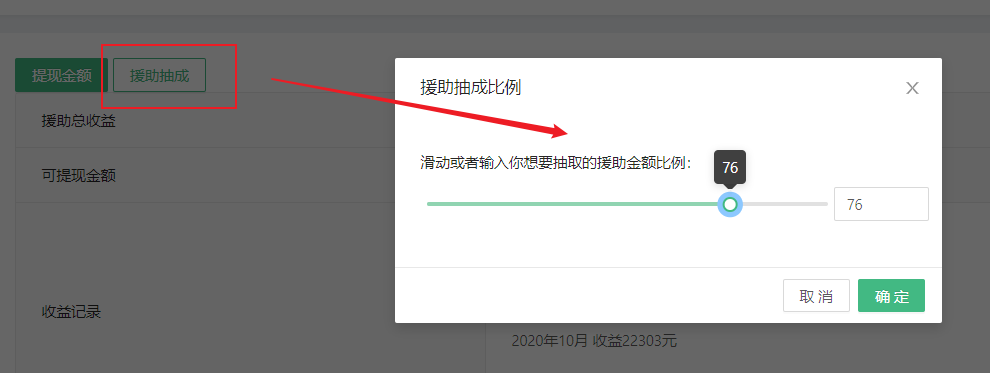 提现金额 援助抽成
援助总收益
可提现金额
收益记录
2020年10月 收益22303元
援助抽成比例
滑动或者输入你想要抽取的援助金额比例：
76
76
取 消 确 定